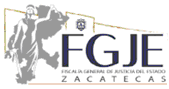 FGJE
FISCALÍA GENERAL DE JUSTICIA DEL ESTADO
ZACATECAS